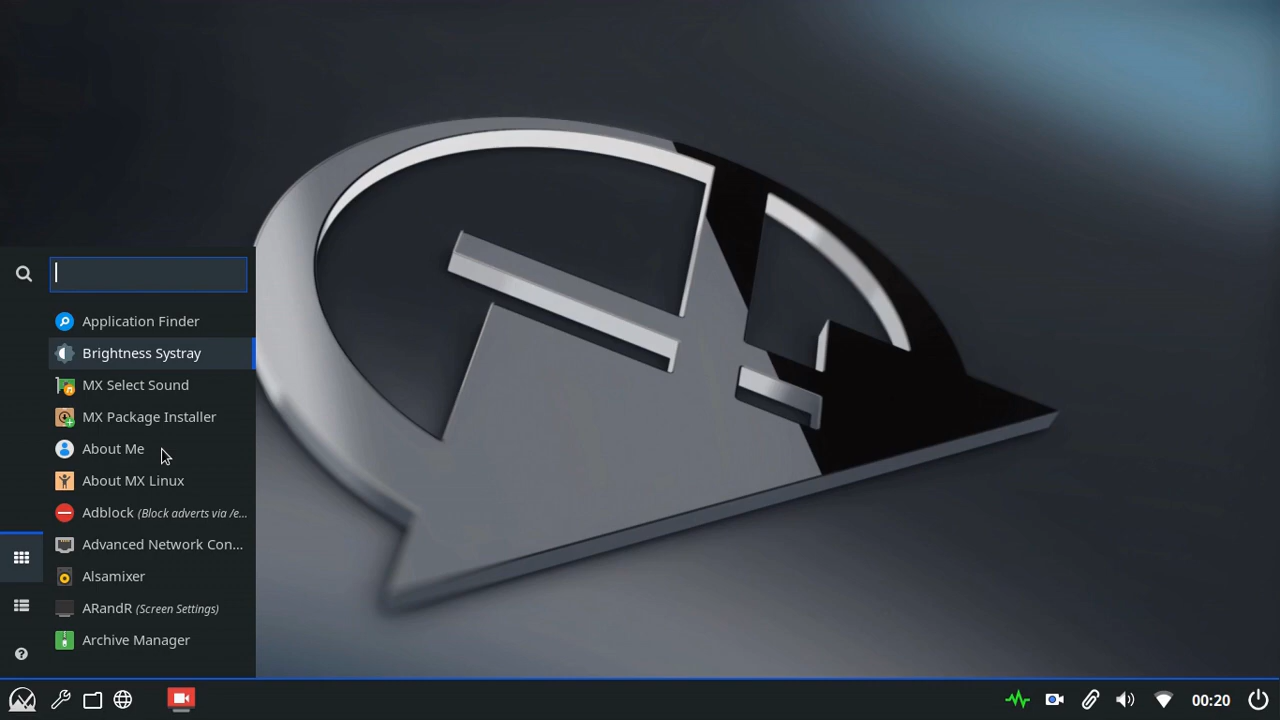 Application Finder
Brightness Systray
MX Select Sound
MX Package Installer
About Me
About MX Linux
Adblock (Block adverts via /e...
Advanced Network Con...
Alsamixer
ARandR (Screen Settings)
Archive Manager
00:20